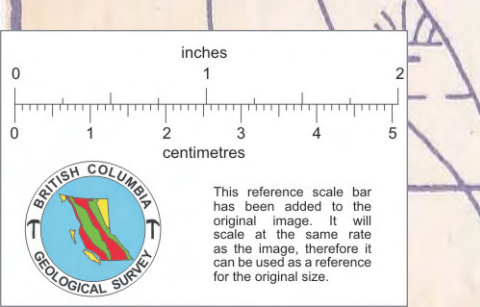 inches
0 1 2
0 1 2 3 4 5
centimetres
BRITISH COLUMBIA
GEOLOGICAL SURVEY
This reference scale bar
has been added to the
original image. It will
scale at the same rate
as the image, therefore it
can be used as a reference
for the original size.